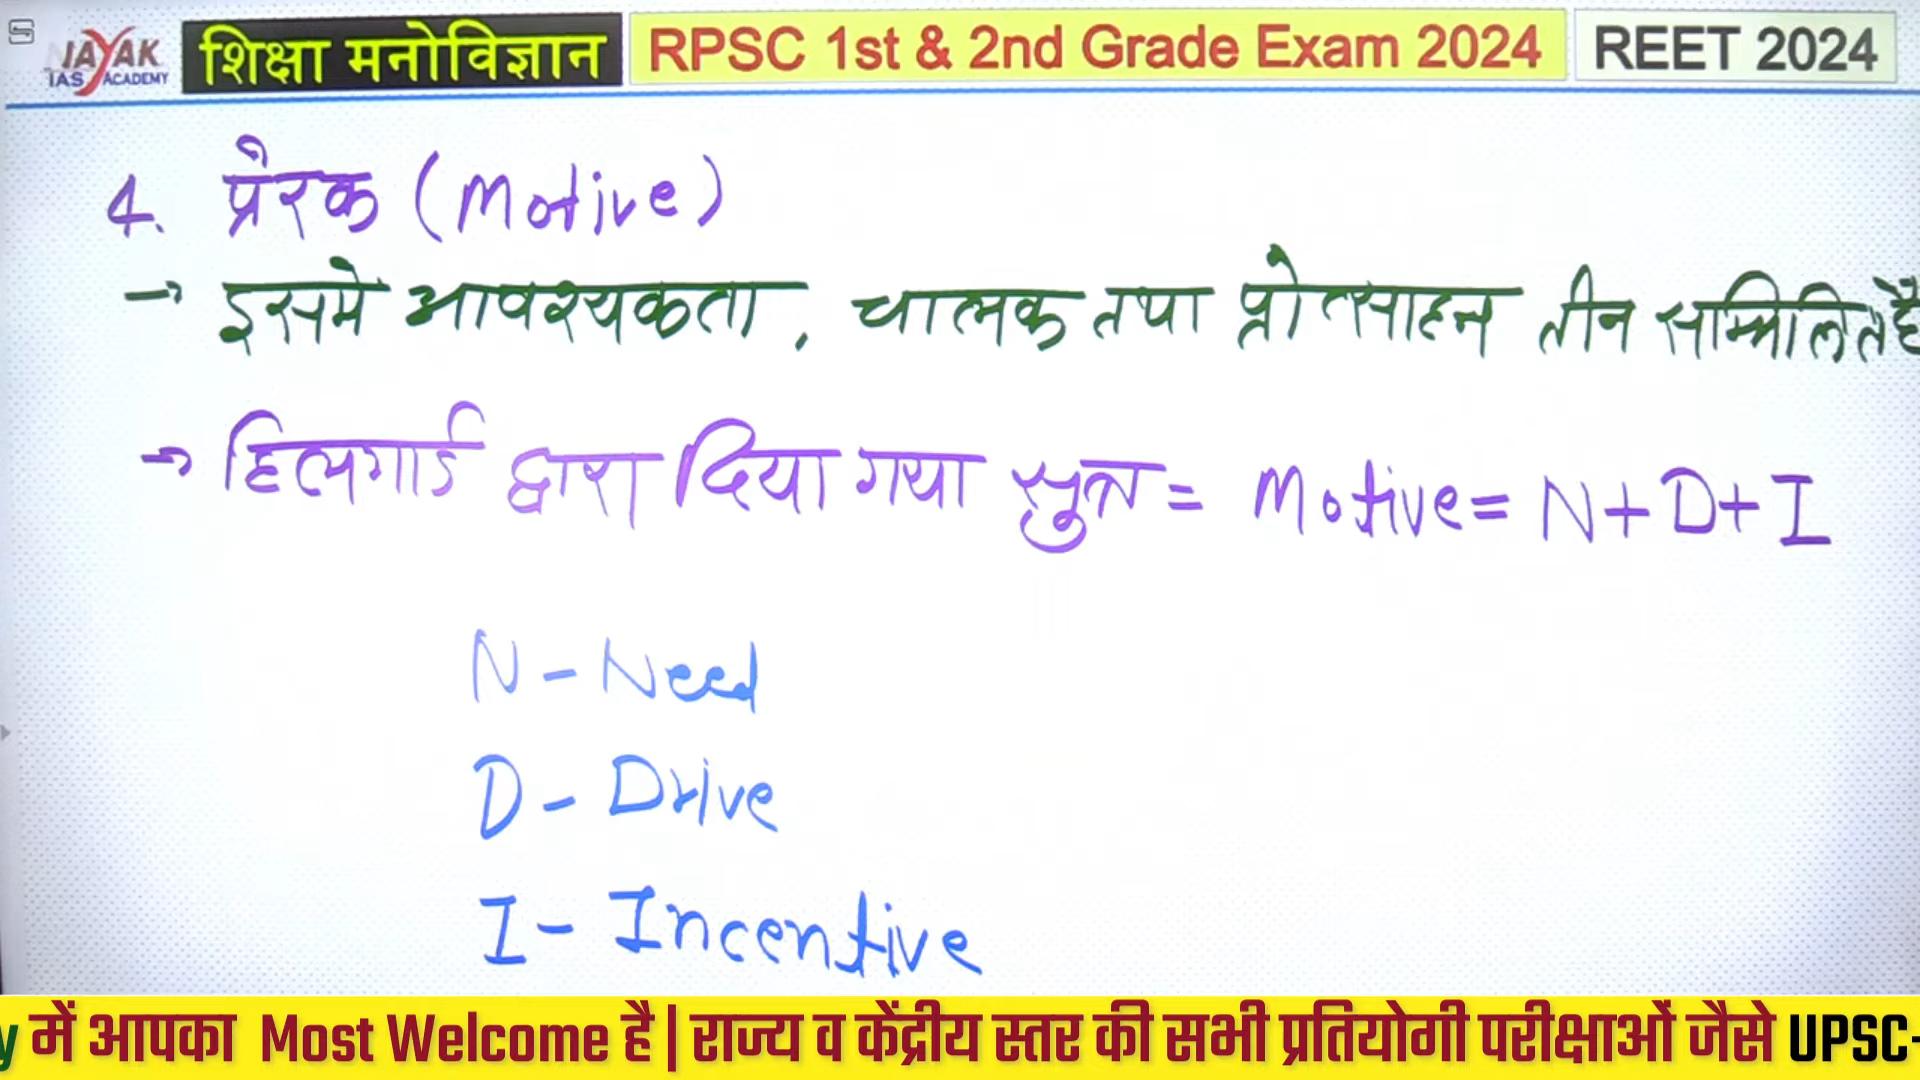 JAYAK
IAS ACADEMY
शिक्षा मनोविज्ञान
RPSC 1st & 2nd Grade Exam 2024
REET 2024
4. प्रेरक (Motive)
→ इसमे आवश्यकता, चालक तथा प्रोत्साहन तीन सम्मिलित है
→ हिलगार्ड द्वारा दिया गया सुत्र = Motive = N+D+I
N - Need
D - Drive
I - Incentive
y में आपका Most Welcome है | राज्य व केंद्रीय स्तर की सभी प्रतियोगी परीक्षाओं जैसे UPSC-